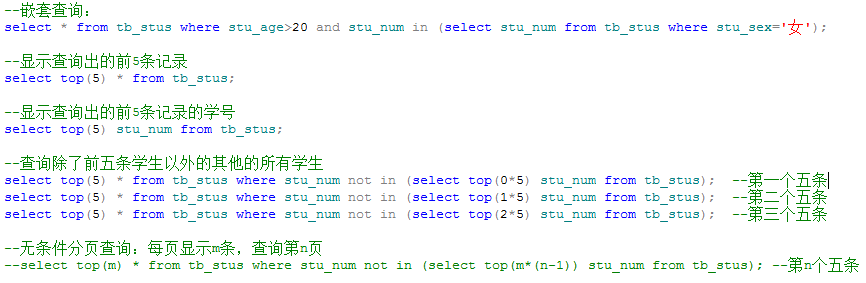 --嵌套查询：
select * from tb_stus where stu_age>20 and stu_num in (select stu_num from tb_stus where stu_sex='女');
--显示查询出的前5条记录
select top(5) * from tb_stus;
--显示查询出的前5条记录的学号
select top(5) stu_num from tb_stus;
--查询除了前五条学生以外的其他的所有学生
select top(5) * from tb_stus where stu_num not in (select top(0*5) stu_num from tb_stus);  --第一个五条
select top(5) * from tb_stus where stu_num not in (select top(1*5) stu_num from tb_stus);  --第二个五条
select top(5) * from tb_stus where stu_num not in (select top(2*5) stu_num from tb_stus);  --第三个五条
--无条件分页查询：每页显示m条，查询第n页
--select top(m) * from tb_stus where stu_num not in (select top(m*(n-1)) stu_num from tb_stus); --第n个五条